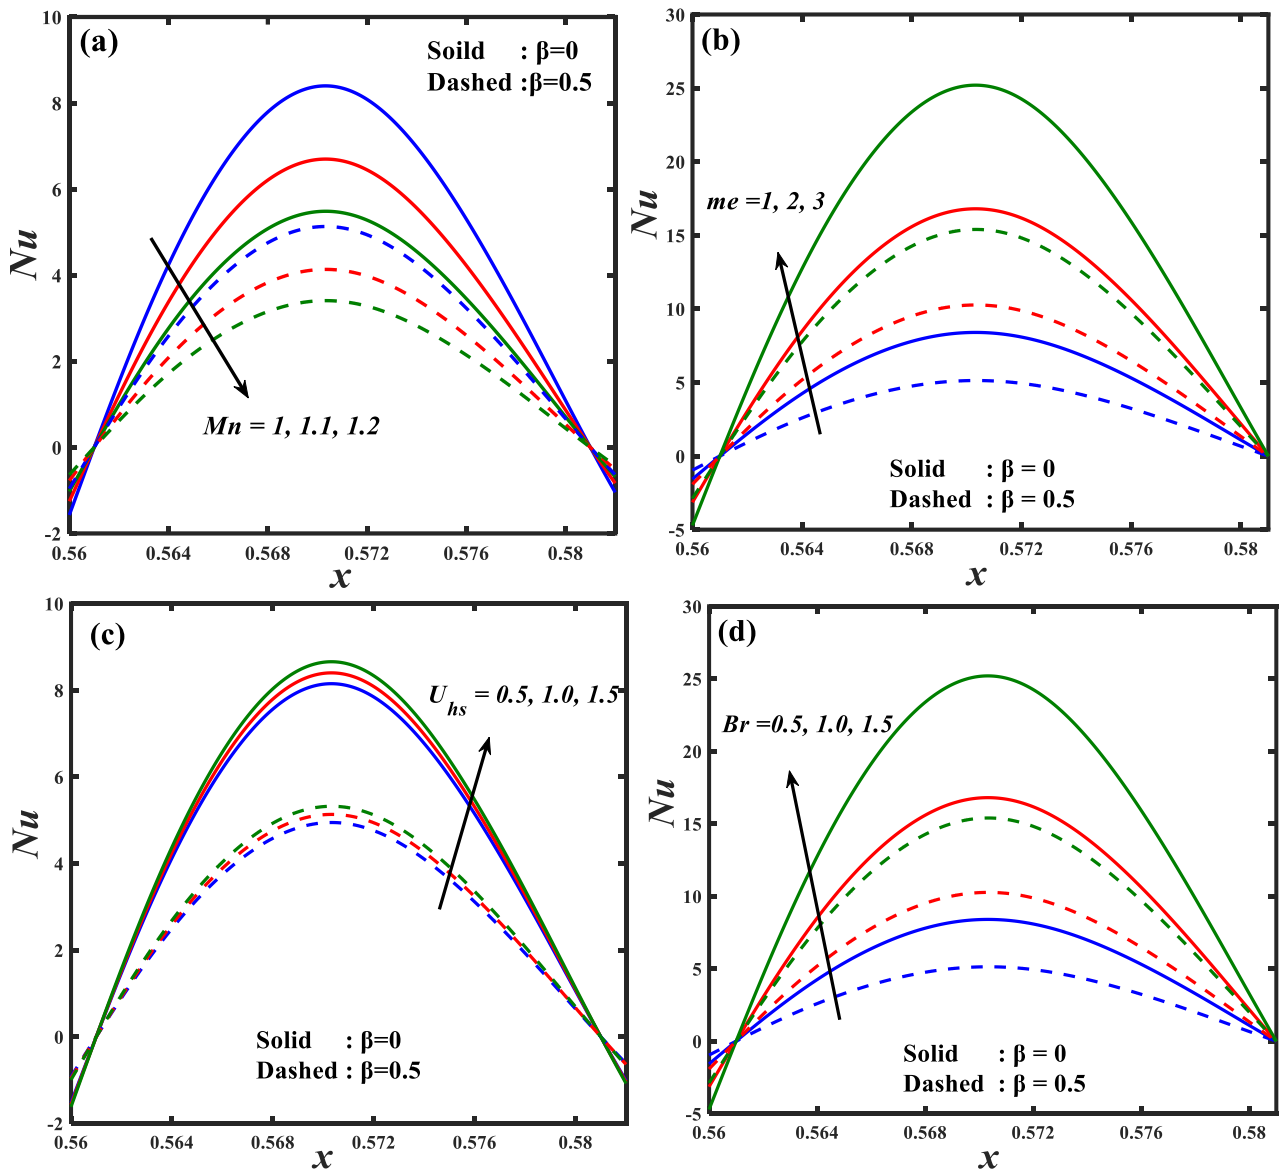 (a)
Soild : β=0
Dashed :β=0.5
10
8
6
4
2
0
-2
Nu
Mn = 1, 1.1, 1.2
0.56 0.564 0.568 0.572 0.576 0.58
x
(b)
30
25
20
15
10
5
0
-5
Nu
me =1, 2, 3
Solid : β = 0
Dashed : β = 0.5
0.56 0.564 0.568 0.572 0.576 0.58
x
(c)
10
8
6
4
2
0
-2
Nu
U_hs = 0.5, 1.0, 1.5
Solid : β=0
Dashed : β=0.5
0.56 0.564 0.568 0.572 0.576 0.58
x
(d)
30
25
20
15
10
5
0
-5
Nu
Br =0.5, 1.0, 1.5
Solid : β = 0
Dashed : β = 0.5
0.56 0.564 0.568 0.572 0.576 0.58
x